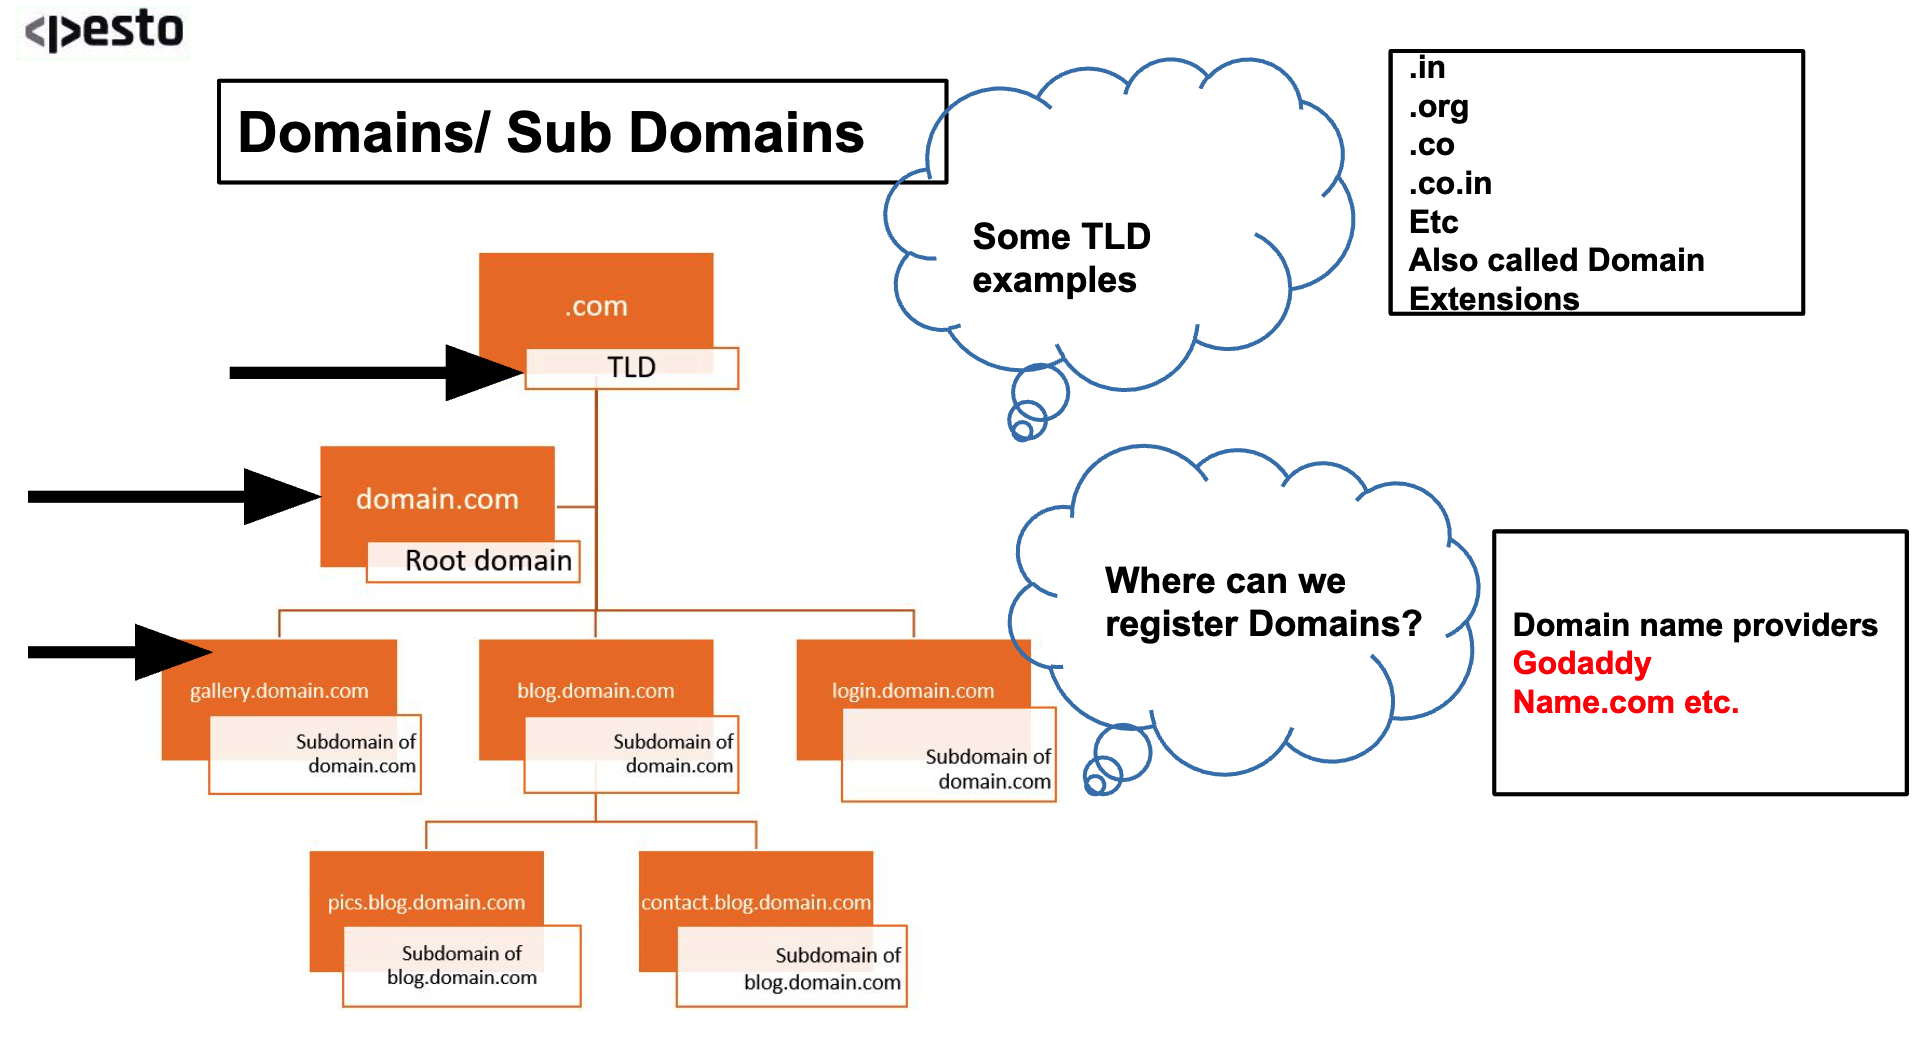 <|>esto
Domains/ Sub Domains
Some TLD
examples
.in
.org
.co
.co.in
Etc
Also called Domain
Extensions
.com
TLD
domain.com
Root domain
gallery.domain.com
Subdomain of
domain.com
blog.domain.com
Subdomain of
domain.com
login.domain.com
Subdomain of
domain.com
pics.blog.domain.com
Subdomain of
blog.domain.com
contact.blog.domain.com
Subdomain of
blog.domain.com
Where can we
register Domains?
Domain name providers
Godaddy
Name.com etc.